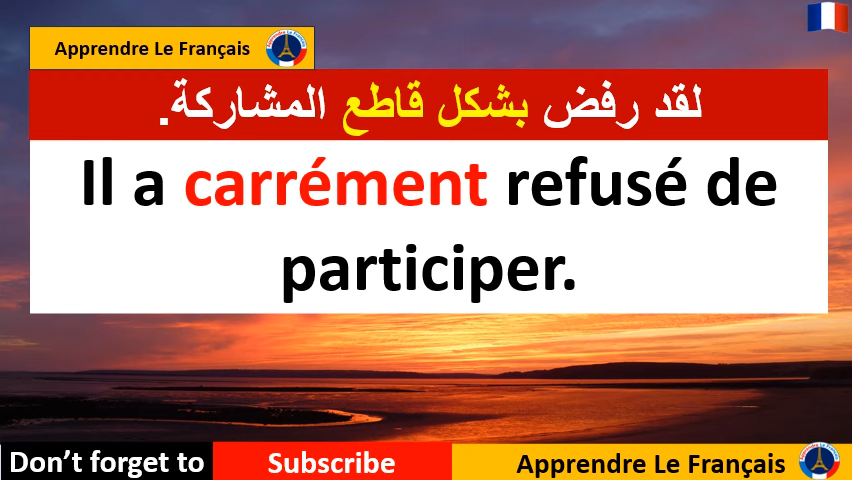 Apprendre Le Français
لقد رفض بشكل قاطع المشاركة.
Il a carrément refusé de
participer.
Don’t forget to
Subscribe
Apprendre Le Français